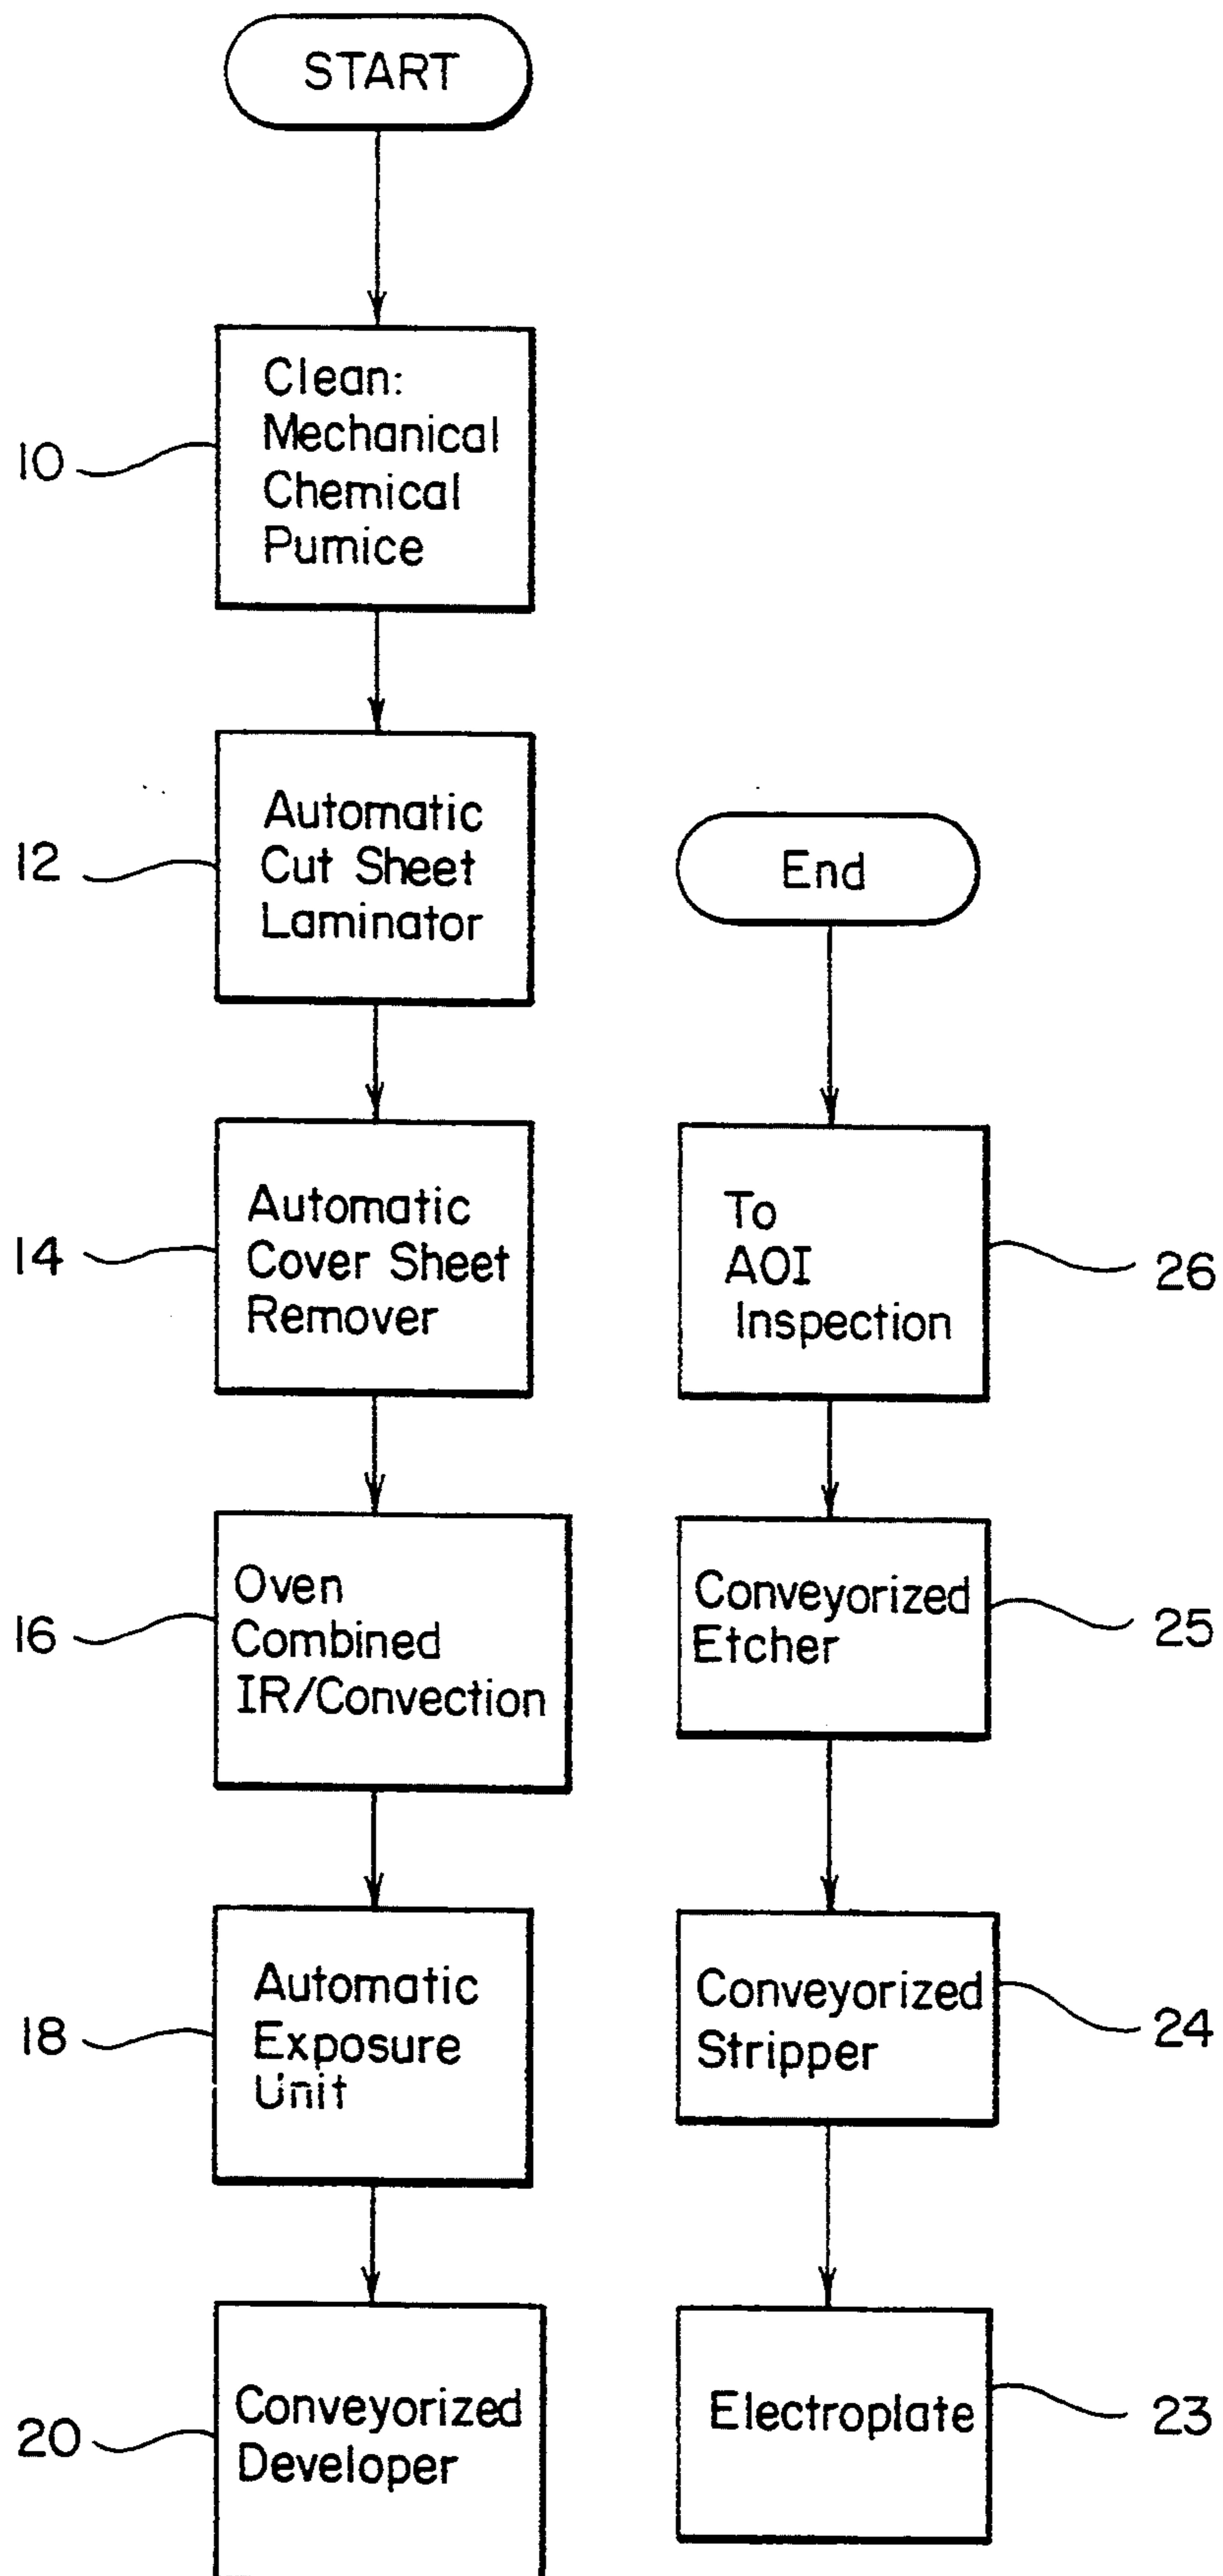 START
10
Clean:
Mechanical
Chemical
Pumice
12
Automatic
Cut Sheet
Laminator
14
Automatic
Cover Sheet
Remover
16
Oven
Combined
IR/Convection
18
Automatic
Exposure
Unit
20
Conveyorized
Developer
End
To
AOI
Inspection
26
Conveyorized
Etcher
25
Conveyorized
Stripper
24
Electroplate
23